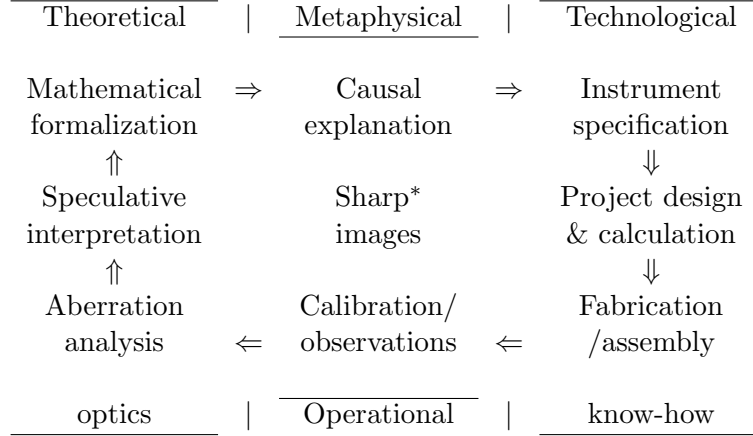 Theoretical | Metaphysical | Technological
Mathematical ⇒ Causal ⇒ Instrument
formalization explanation specification
⇑ ⇓
Speculative Sharp* Project design
interpretation images & calculation
⇑ ⇓
Aberration Calibration/ Fabrication
analysis ⇐ observations ⇐ /assembly
optics | Operational | know-how